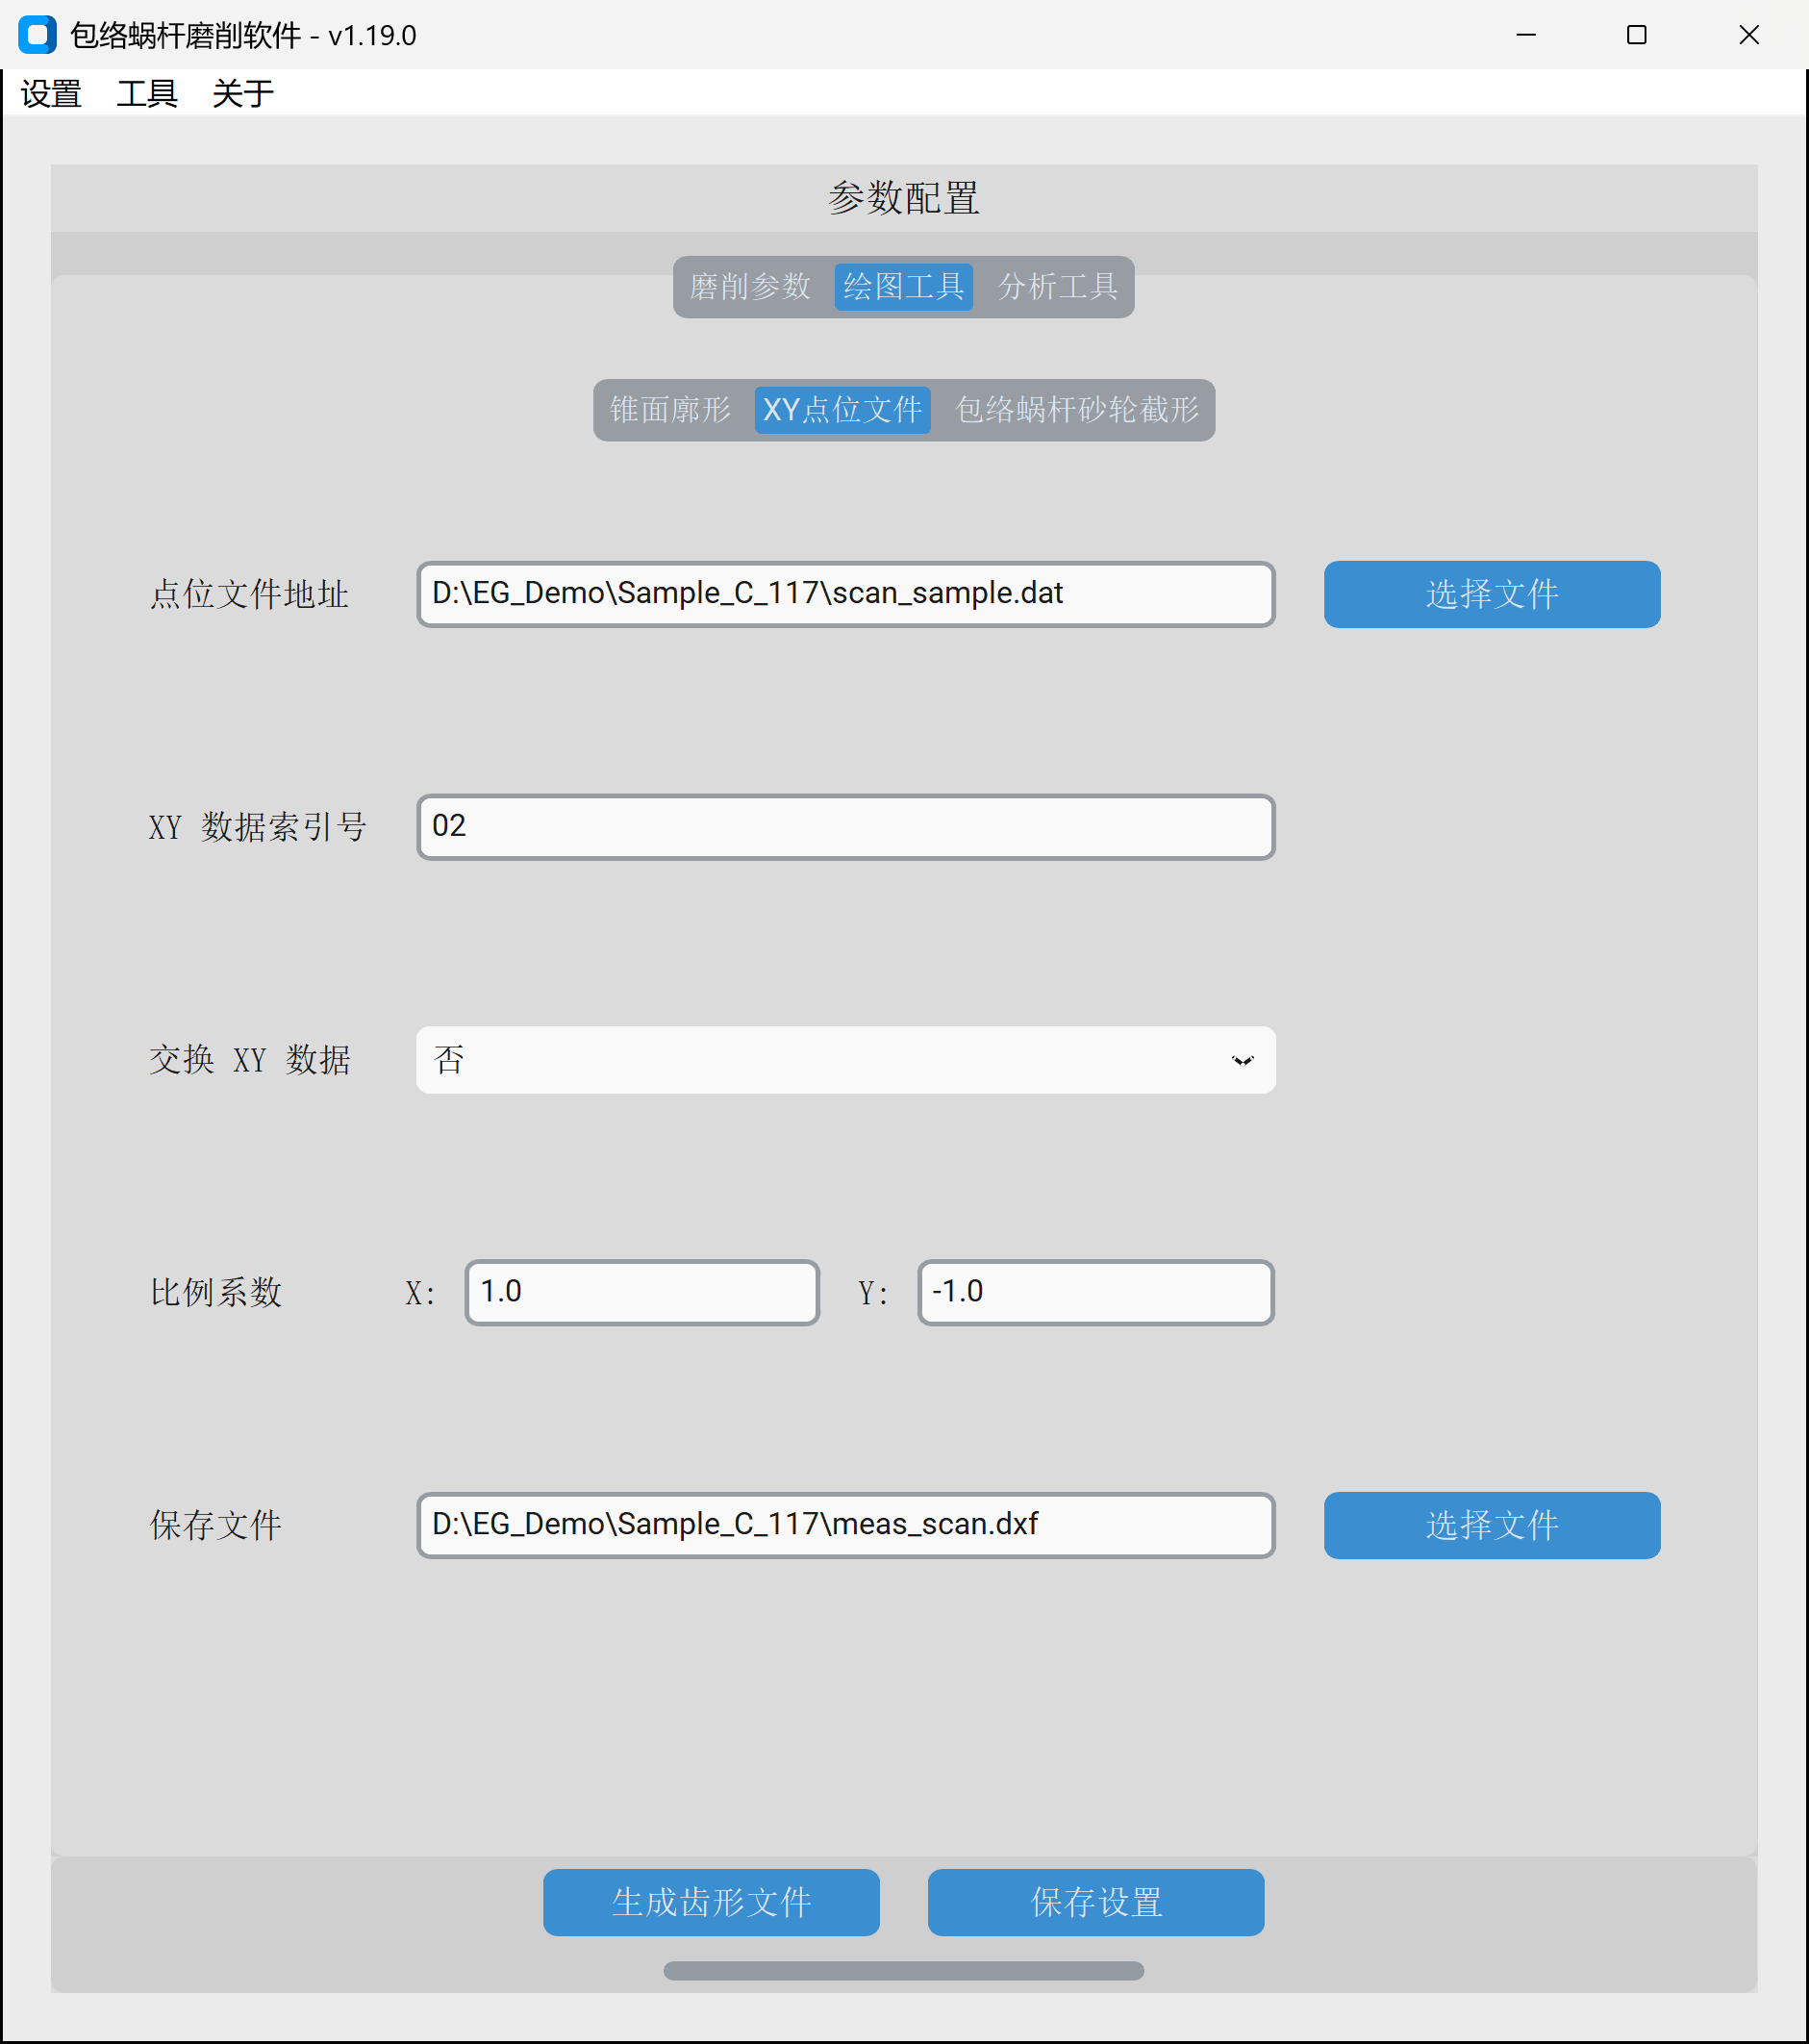 包络蜗杆磨削软件 - v1.19.0
设置 工具 关于
参数配置
磨削参数 绘图工具 分析工具
锥面廓形 XY点位文件 包络蜗杆砂轮截形
点位文件地址 D:\EG_Demo\Sample_C_117\scan_sample.dat 选择文件
XY 数据索引号 02
交换 XY 数据 否
比例系数 X: 1.0 Y: -1.0
保存文件 D:\EG_Demo\Sample_C_117\meas_scan.dxf 选择文件
生成齿形文件 保存设置